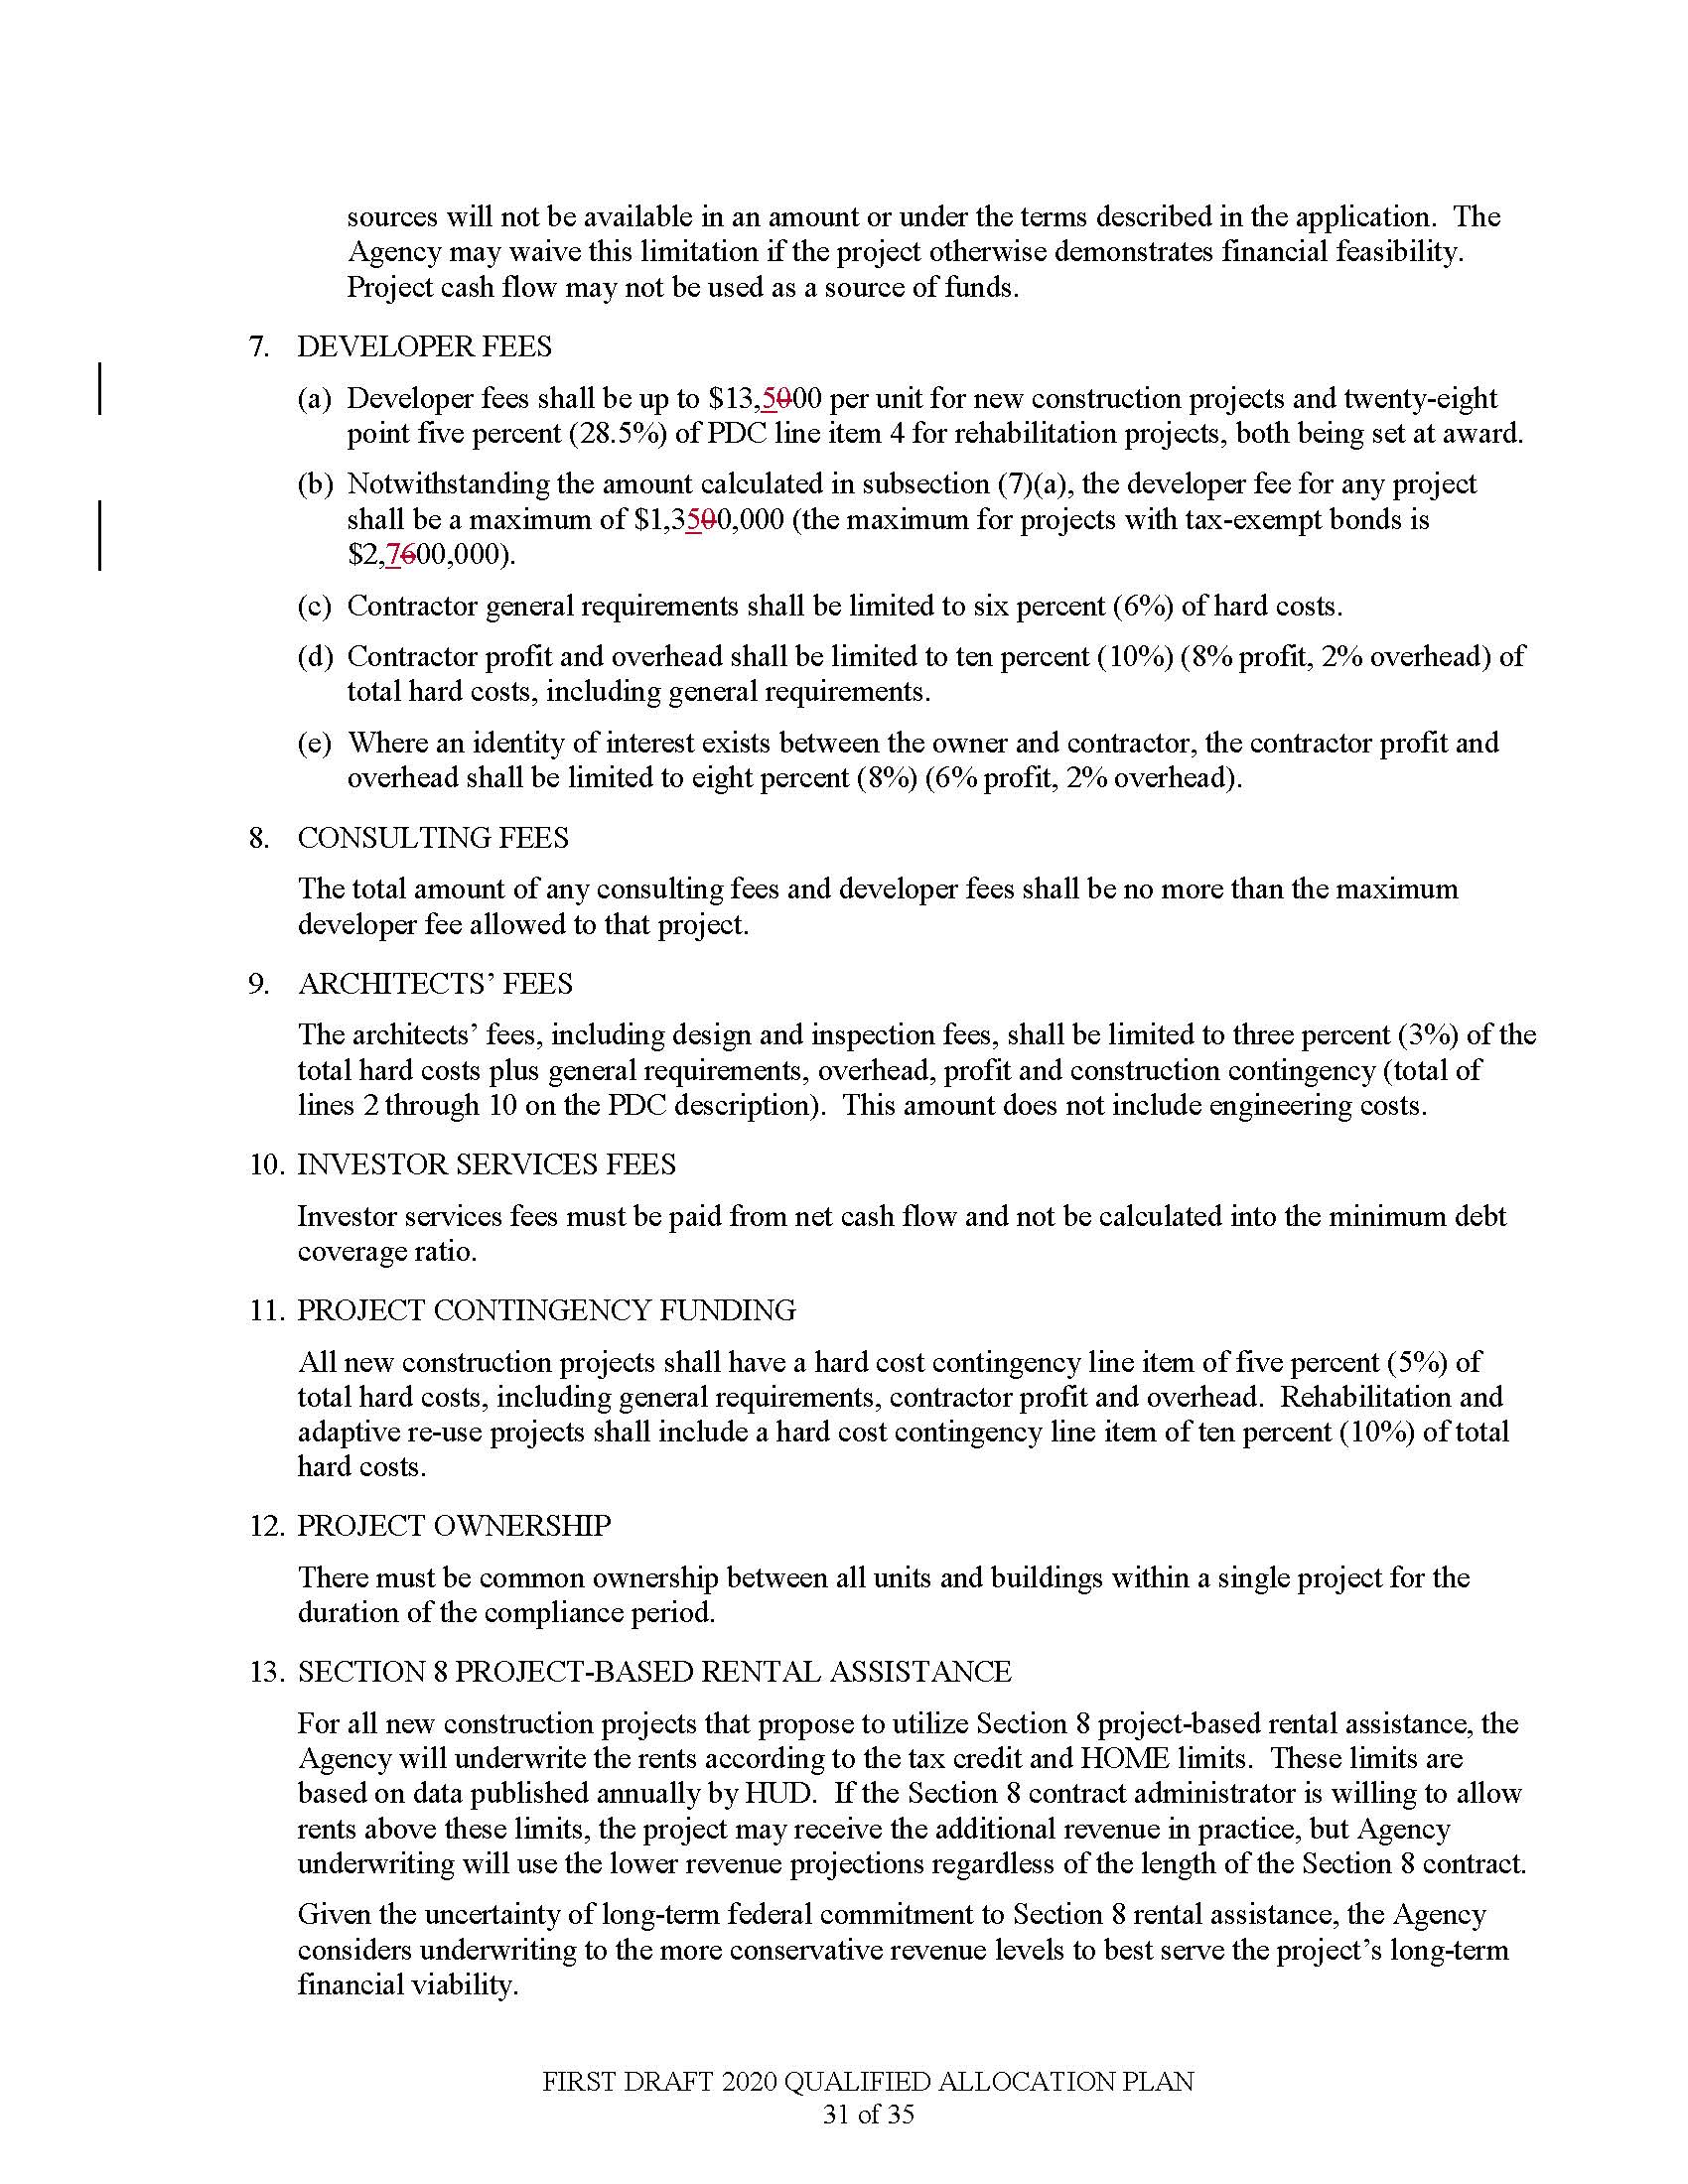 sources will not be available in an amount or under the terms described in the application.  The
Agency may waive this limitation if the project otherwise demonstrates financial feasibility.
Project cash flow may not be used as a source of funds.
7. DEVELOPER FEES
(a) Developer fees shall be up to $13,5000 per unit for new construction projects and twenty-eight
point five percent (28.5%) of PDC line item 4 for rehabilitation projects, both being set at award.
(b) Notwithstanding the amount calculated in subsection (7)(a), the developer fee for any project
shall be a maximum of $1,3500,000 (the maximum for projects with tax-exempt bonds is
$2,7600,000).
(c) Contractor general requirements shall be limited to six percent (6%) of hard costs.
(d) Contractor profit and overhead shall be limited to ten percent (10%) (8% profit, 2% overhead) of
total hard costs, including general requirements.
(e) Where an identity of interest exists between the owner and contractor, the contractor profit and
overhead shall be limited to eight percent (8%) (6% profit, 2% overhead).
8. CONSULTING FEES
The total amount of any consulting fees and developer fees shall be no more than the maximum
developer fee allowed to that project.
9. ARCHITECTS’ FEES
The architects’ fees, including design and inspection fees, shall be limited to three percent (3%) of the
total hard costs plus general requirements, overhead, profit and construction contingency (total of
lines 2 through 10 on the PDC description).  This amount does not include engineering costs.
10. INVESTOR SERVICES FEES
Investor services fees must be paid from net cash flow and not be calculated into the minimum debt
coverage ratio.
11. PROJECT CONTINGENCY FUNDING
All new construction projects shall have a hard cost contingency line item of five percent (5%) of
total hard costs, including general requirements, contractor profit and overhead.  Rehabilitation and
adaptive re-use projects shall include a hard cost contingency line item of ten percent (10%) of total
hard costs.
12. PROJECT OWNERSHIP
There must be common ownership between all units and buildings within a single project for the
duration of the compliance period.
13. SECTION 8 PROJECT-BASED RENTAL ASSISTANCE
For all new construction projects that propose to utilize Section 8 project-based rental assistance, the
Agency will underwrite the rents according to the tax credit and HOME limits.  These limits are
based on data published annually by HUD.  If the Section 8 contract administrator is willing to allow
rents above these limits, the project may receive the additional revenue in practice, but Agency
underwriting will use the lower revenue projections regardless of the length of the Section 8 contract.
Given the uncertainty of long-term federal commitment to Section 8 rental assistance, the Agency
considers underwriting to the more conservative revenue levels to best serve the project’s long-term
financial viability.
FIRST DRAFT 2020 QUALIFIED ALLOCATION PLAN
31 of 35